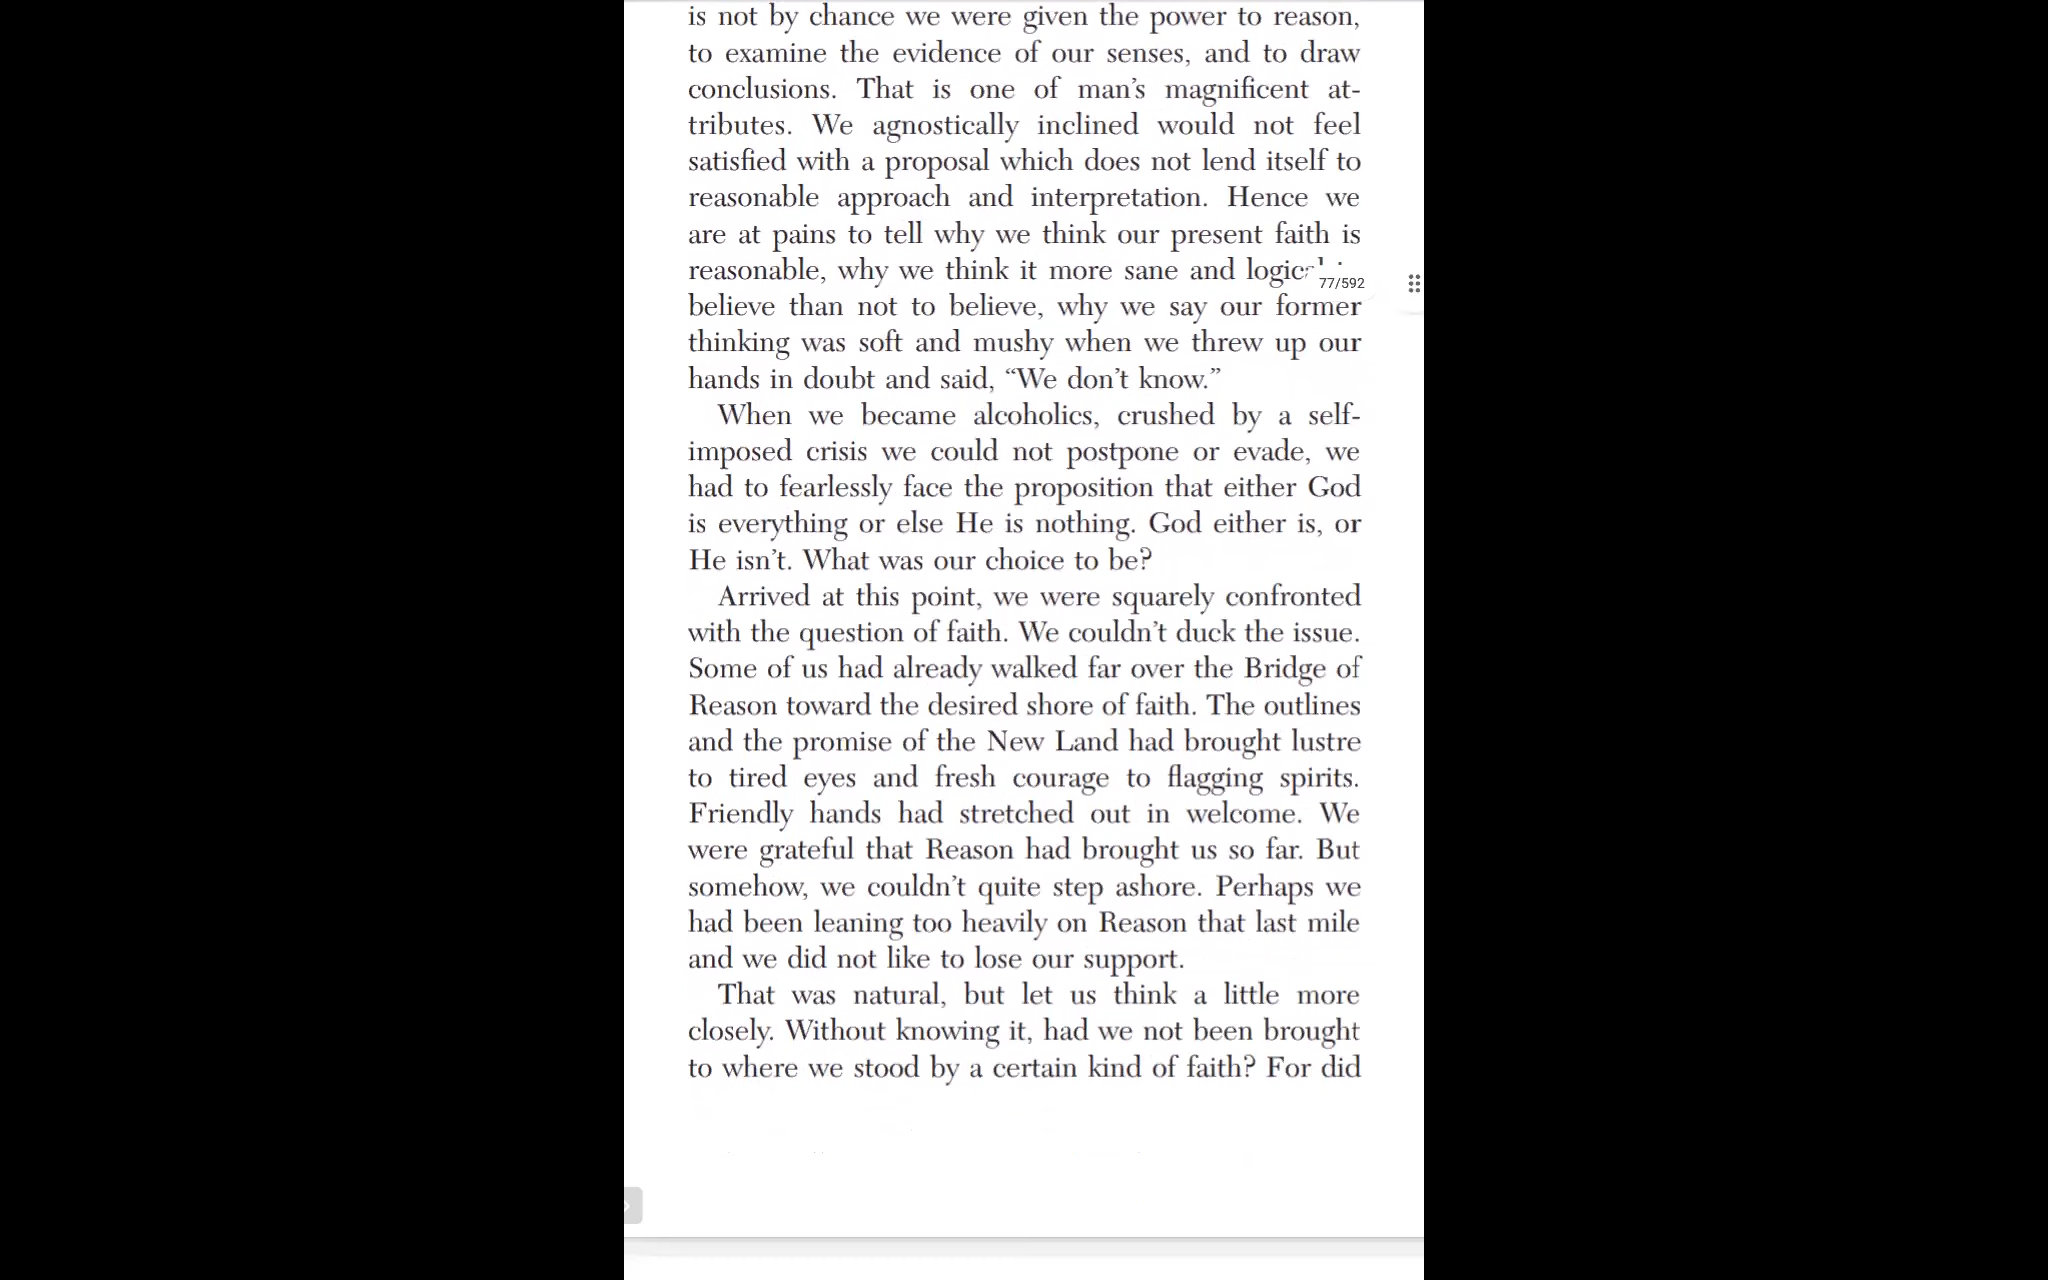 is not by chance we were given the power to reason,
to examine the evidence of our senses, and to draw
conclusions. That is one of man’s magnificent at-
tributes. We agnostically inclined would not feel
satisfied with a proposal which does not lend itself to
reasonable approach and interpretation. Hence we
are at pains to tell why we think our present faith is
reasonable, why we think it more sane and logic
77/592
believe than not to believe, why we say our former
thinking was soft and mushy when we threw up our
hands in doubt and said, “We don’t know.”
When we became alcoholics, crushed by a self-
imposed crisis we could not postpone or evade, we
had to fearlessly face the proposition that either God
is everything or else He is nothing. God either is, or
He isn’t. What was our choice to be?
Arrived at this point, we were squarely confronted
with the question of faith. We couldn’t duck the issue.
Some of us had already walked far over the Bridge of
Reason toward the desired shore of faith. The outlines
and the promise of the New Land had brought lustre
to tired eyes and fresh courage to flagging spirits.
Friendly hands had stretched out in welcome. We
were grateful that Reason had brought us so far. But
somehow, we couldn’t quite step ashore. Perhaps we
had been leaning too heavily on Reason that last mile
and we did not like to lose our support.
That was natural, but let us think a little more
closely. Without knowing it, had we not been brought
to where we stood by a certain kind of faith? For did